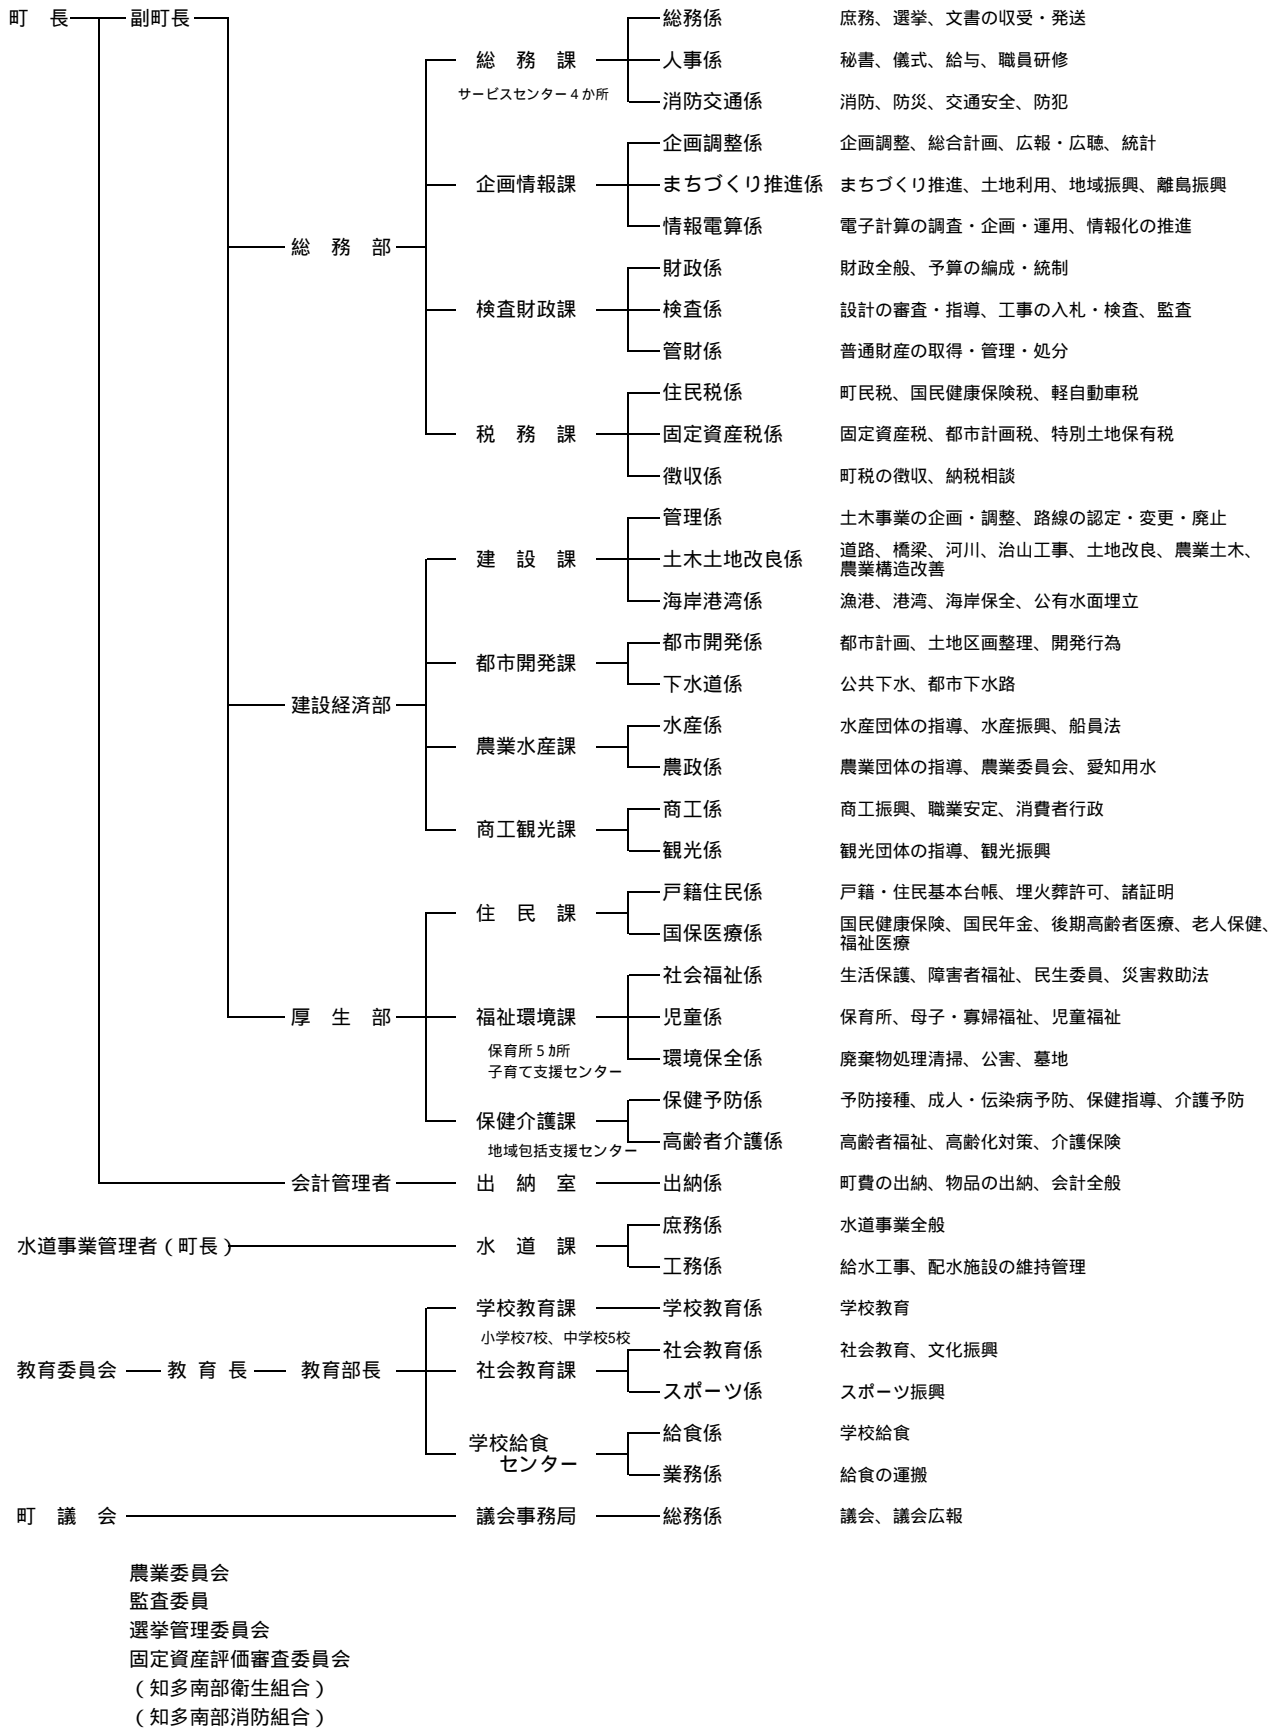 町　長
副町長
総務係　庶務、選挙、文書の収受・発送
総　務　課
人事係　秘書、儀式、給与、職員研修
サービスセンター４か所
消防交通係　消防、防災、交通安全、防犯
企画調整係　企画調整、総合計画、広報・広聴、統計
企画情報課
まちづくり推進係　まちづくり推進、土地利用、地域振興、離島振興
情報電算係　電子計算の調査・企画・運用、情報化の推進
総　務　部
財政係　財政全般、予算の編成・統制
検査財政課
検査係　設計の審査・指導、工事の入札・検査、監査
管財係　普通財産の取得・管理・処分
住民税係　町民税、国民健康保険税、軽自動車税
税　務　課
固定資産税係　固定資産税、都市計画税、特別土地保有税
徴収係　町税の徴収、納税相談
管理係　土木事業の企画・調整、路線の認定・変更・廃止
建　設　課
土木土地改良係　道路、橋梁、河川、治山工事、土地改良、農業土木、
農業構造改善
海岸港湾係　漁港、港湾、海岸保全、公有水面埋立
都市開発係　都市計画、土地区画整理、開発行為
都市開発課
下水道係　公共下水、都市下水路
建設経済部
水産係　水産団体の指導、水産振興、船員法
農業水産課
農政係　農業団体の指導、農業委員会、愛知用水
商工係　商工振興、職業安定、消費者行政
商工観光課
観光係　観光団体の指導、観光振興
戸籍住民係　戸籍・住民基本台帳、埋火葬許可、諸証明
住　民　課
国保医療係　国民健康保険、国民年金、後期高齢者医療、老人保健、
福祉医療
社会福祉係　生活保護、障害者福祉、民生委員、災害救助法
厚　生　部
福祉環境課
児童係　保育所、母子・寡婦福祉、児童福祉
保育所５か所
子育て支援センター
環境保全係　廃棄物処理清掃、公害、墓地
保健予防係　予防接種、成人・伝染病予防、保健指導、介護予防
保健介護課
地域包括支援センター
高齢者介護係　高齢者福祉、高齢化対策、介護保険
会計管理者　出　納　室　出納係　町費の出納、物品の出納、会計全般
庶務係　水道事業全般
水道事業管理者（町長）　水　道　課
工務係　給水工事、配水施設の維持管理
学校教育課　学校教育係　学校教育
小学校7校、中学校5校
社会教育係　社会教育、文化振興
教育委員会　教 育 長　教育部長　社会教育課
スポーツ係　スポーツ振興
給食係　学校給食
学校給食
センター
業務係　給食の運搬
町　議　会　議会事務局　総務係　議会、議会広報
農業委員会
監査委員
選挙管理委員会
固定資産評価審査委員会
（知多南部衛生組合）
（知多南部消防組合）